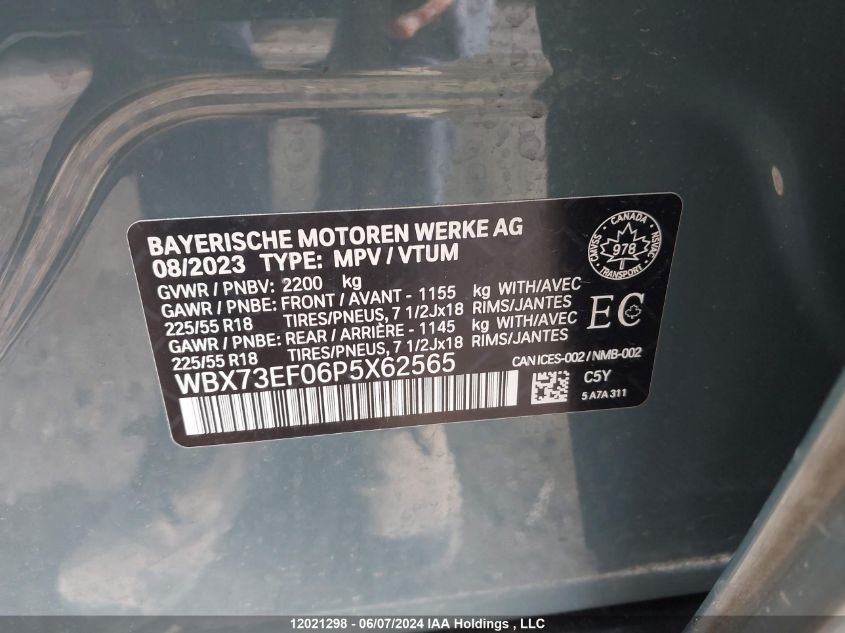 BAYERISCHE MOTOREN WERKE AG
08/2023 TYPE: MPV / VTUM
GVWR / PNBV: 2200 kg
GAWR / PNBE: FRONT / AVANT - 1155 kg WITH/AVEC
225/55 R18 TIRES/PNEUS, 7 1/2Jx18 RIMS/JANTES
GAWR / PNBE: REAR / ARRIÈRE - 1145 kg WITH/AVEC
225/55 R18 TIRES/PNEUS, 7 1/2Jx18 RIMS/JANTES
WBX73EF06P5X62565
CANADA
CMVSS
978
NSVAC
TRANSPORT
EC
CAN ICES-002 / NMB-002
C5Y
5 A7A 311
12021298 - 06/07/2024 IAA Holdings , LLC